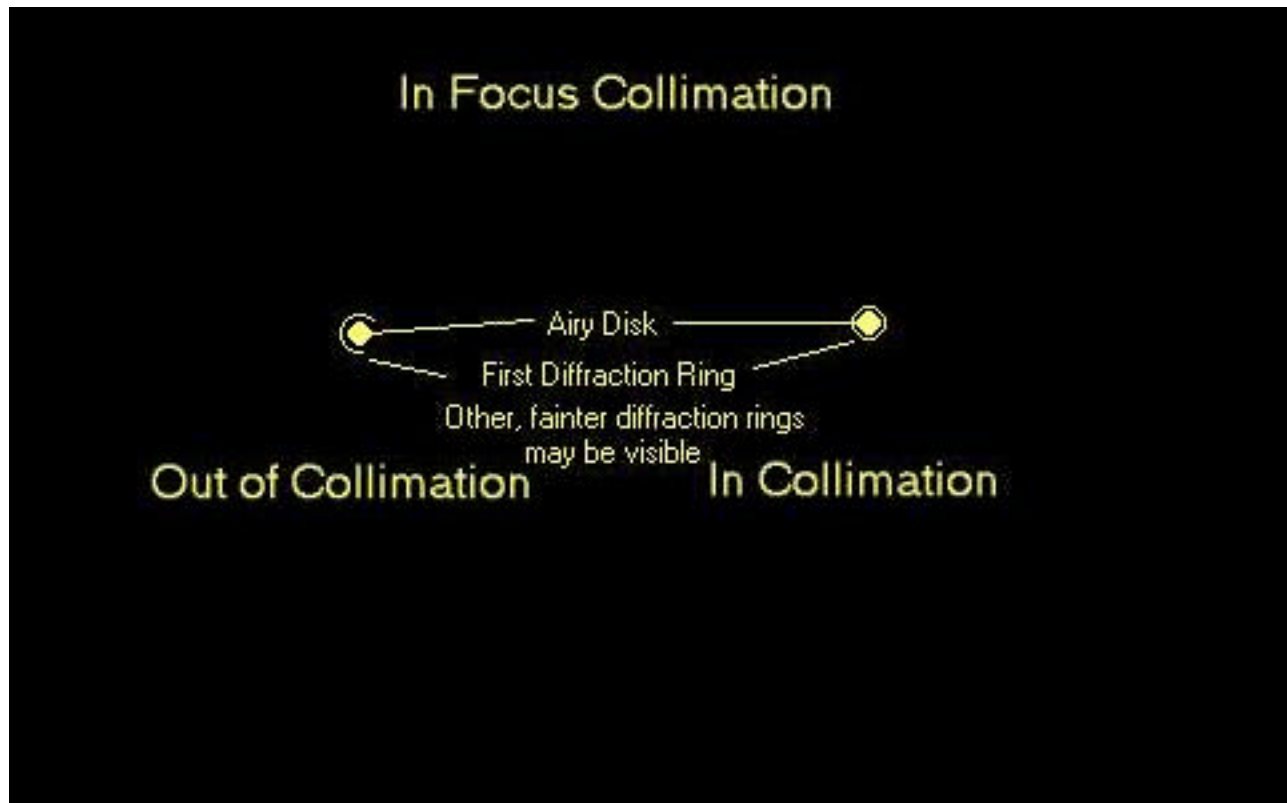 In Focus Collimation
Airy Disk
First Diffraction Ring
Other, fainter diffraction rings
may be visible
Out of Collimation
In Collimation